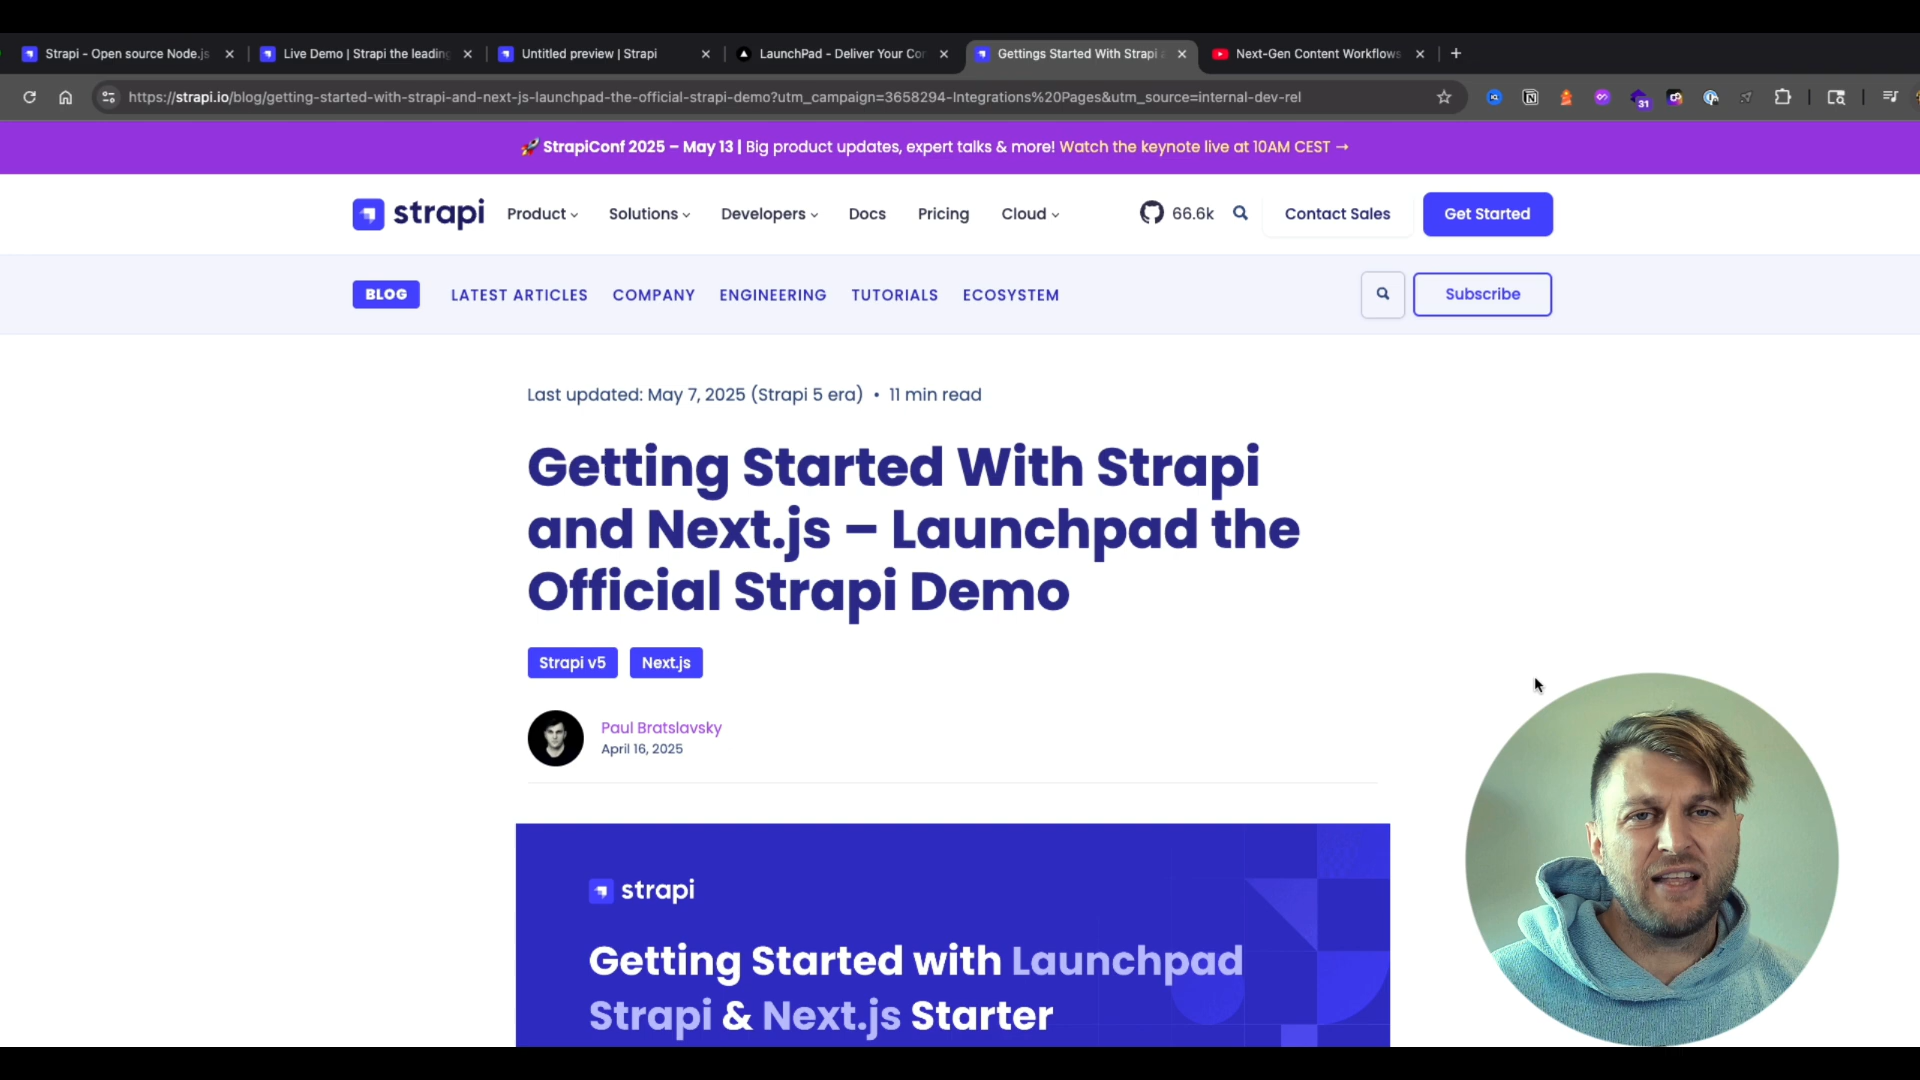 Strapi - Open source Node.js
Live Demo | Strapi the leading
Untitled preview | Strapi
LaunchPad - Deliver Your Con
Gettings Started With Strapi a
Next-Gen Content Workflows
https://strapi.io/blog/getting-started-with-strapi-and-next-js-launchpad-the-official-strapi-demo?utm_campaign=3658294-Integrations%20Pages&utm_source=internal-dev-rel
31
🚀 StrapiConf 2025 – May 13 | Big product updates, expert talks & more! Watch the keynote live at 10AM CEST →
strapi
Product
Solutions
Developers
Docs
Pricing
Cloud
66.6k
Contact Sales
Get Started
BLOG
LATEST ARTICLES
COMPANY
ENGINEERING
TUTORIALS
ECOSYSTEM
Subscribe
Last updated: May 7, 2025 (Strapi 5 era) • 11 min read
Getting Started With Strapi
and Next.js – Launchpad the
Official Strapi Demo
Strapi v5
Next.js
Paul Bratslavsky
April 16, 2025
strapi
Getting Started with Launchpad
Strapi & Next.js Starter